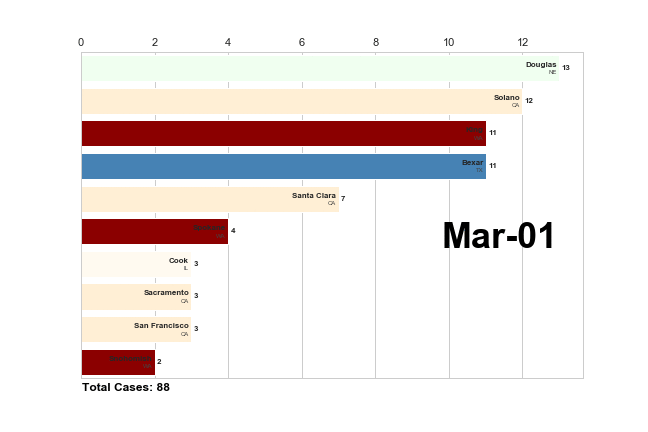 0 2 4 6 8 10 12
Douglas
NE
13
Solano
CA
12
11
Bexar
TX
11
Santa Clara
CA
7
4
Mar-01
Cook
IL
3
Sacramento
CA
3
San Francisco
CA
3
2
Total Cases: 88